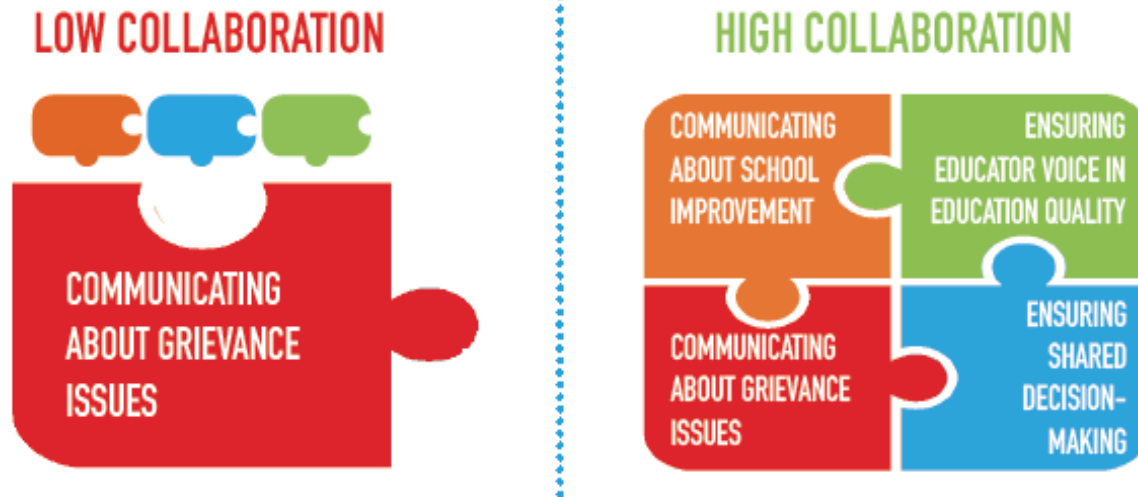 LOW COLLABORATION
COMMUNICATING
ABOUT GRIEVANCE
ISSUES
HIGH COLLABORATION
COMMUNICATING
ABOUT SCHOOL
IMPROVEMENT
ENSURING
EDUCATOR VOICE IN
EDUCATION QUALITY
COMMUNICATING
ABOUT GRIEVANCE
ISSUES
ENSURING
SHARED
DECISION-
MAKING